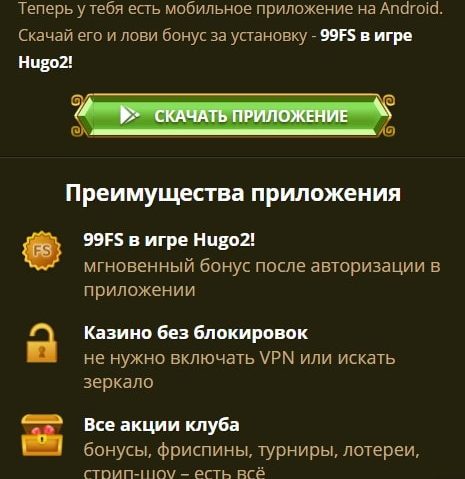 Теперь у тебя есть мобильное приложение на Android.
Скачай его и лови бонус за установку - 99FS в игре
Hugo2!
СКАЧАТЬ ПРИЛОЖЕНИЕ
Преимущества приложения
FS
99FS в игре Hugo2!
мгновенный бонус после авторизации в
приложении
Казино без блокировок
не нужно включать VPN или искать
зеркало
Все акции клуба
бонусы, фриспины, турниры, лотереи,
стрип-шоу – есть всё